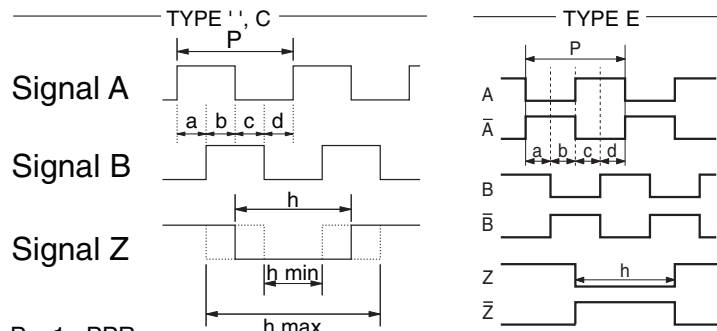 TYPE ' ', C
P
Signal A
a b c d
Signal B
h
Signal Z
h min
h max
TYPE E
P
A
A̅
a b c d
B
B̅
h
Z
Z̅